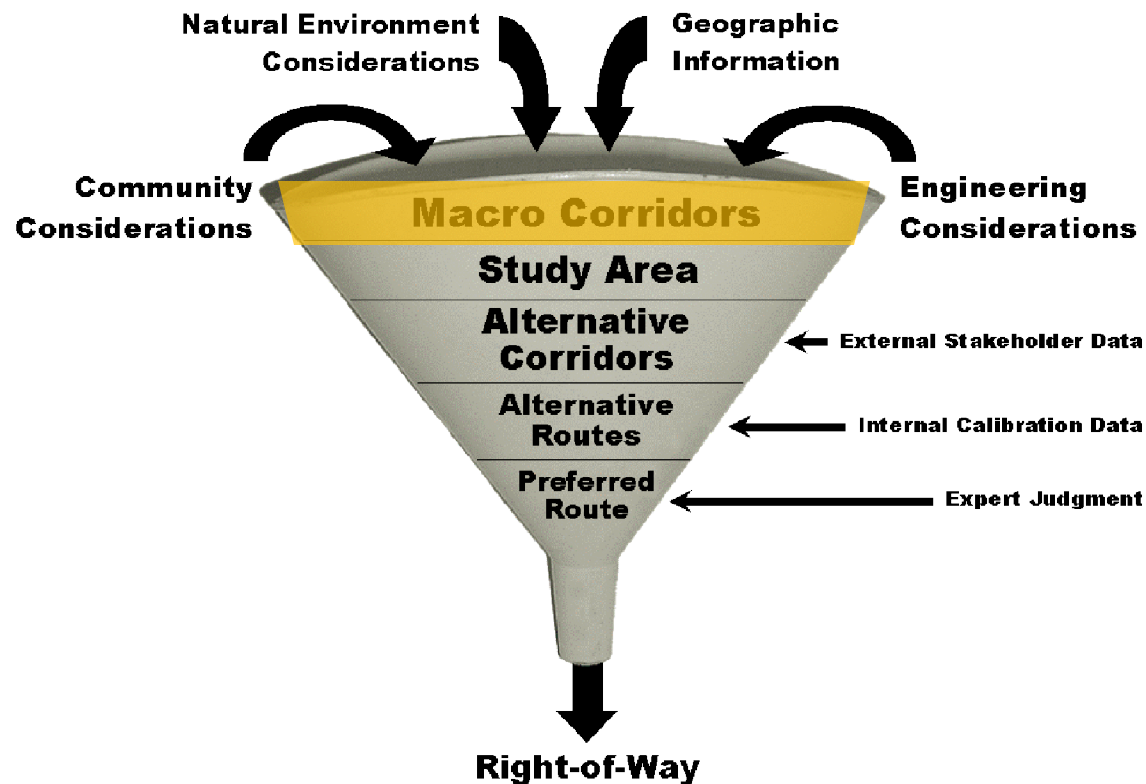 Natural Environment
Considerations
Geographic
Information
Community
Considerations
Engineering
Considerations
Macro Corridors
Study Area
Alternative
Corridors
External Stakeholder Data
Alternative
Routes
Internal Calibration Data
Preferred
Route
Expert Judgment
Right-of-Way